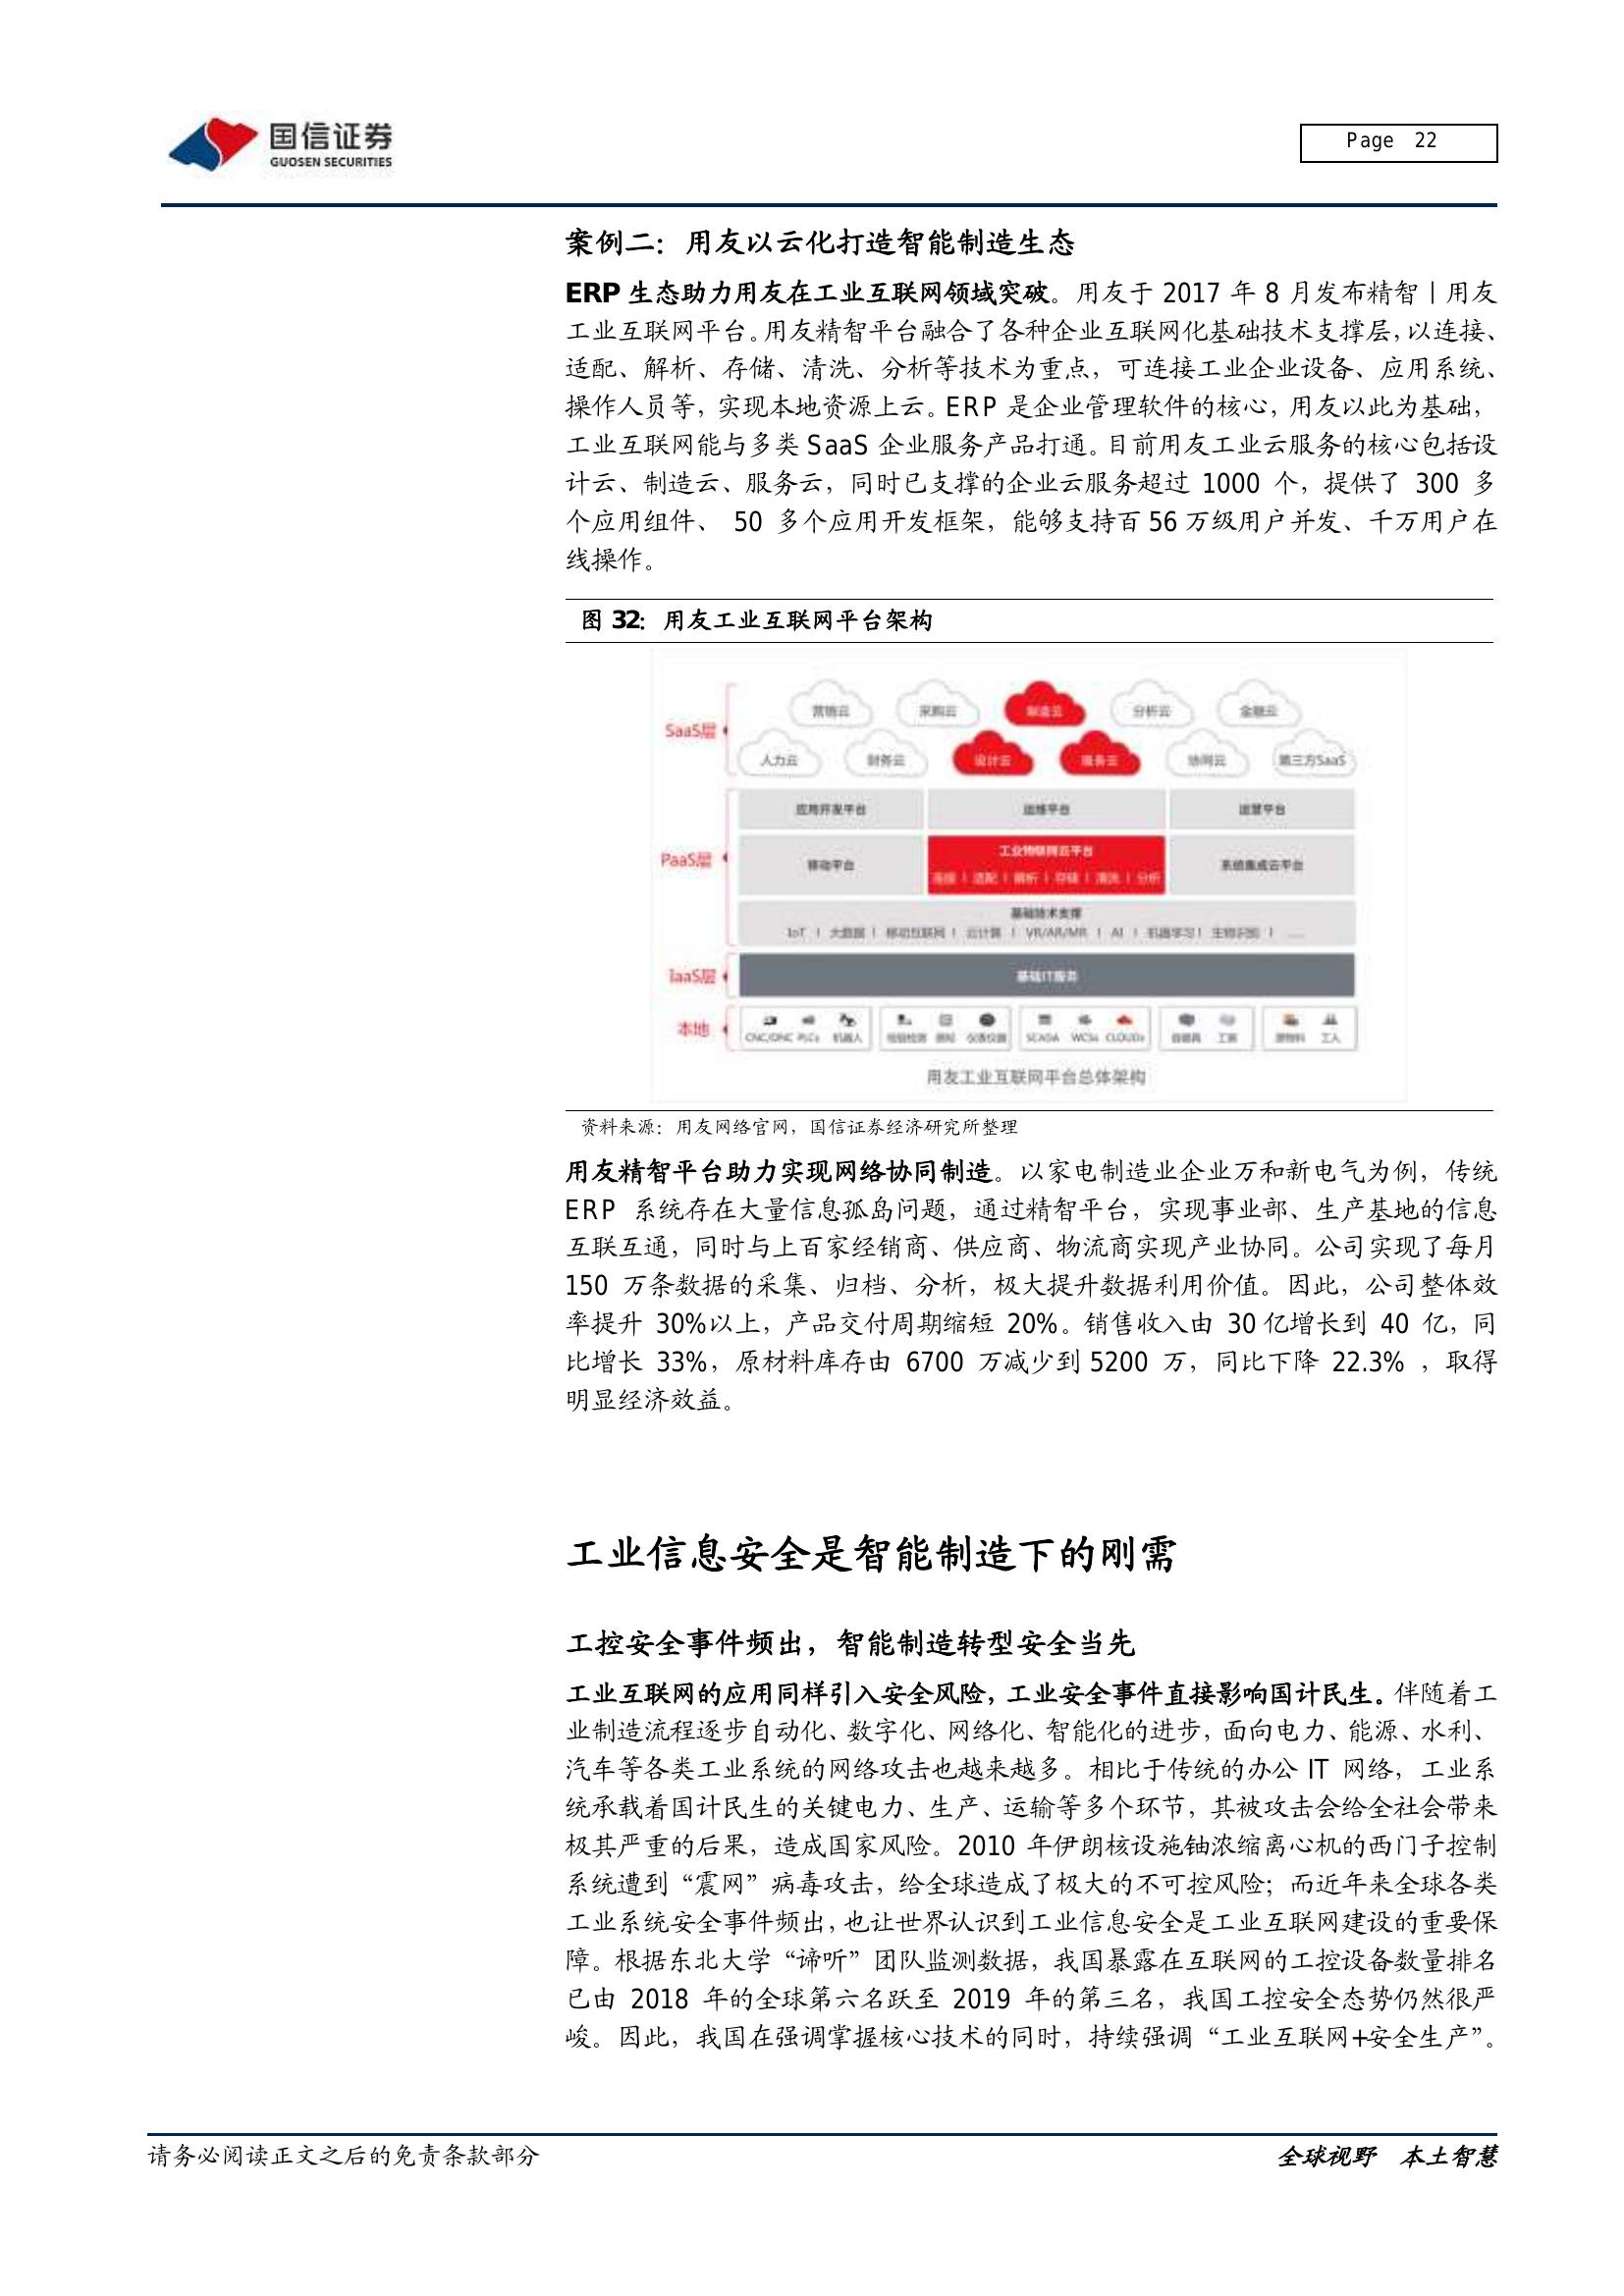 国信证券
GUOSEN SECURITIES
Page 22
案例二：用友以云化打造智能制造生态
ERP 生态助力用友在工业互联网领域突破。用友于 2017 年 8 月发布精智 | 用友
工业互联网平台。用友精智平台融合了各种企业互联网化基础技术支撑层，以连接、
适配、解析、存储、清洗、分析等技术为重点，可连接工业企业设备、应用系统、
操作人员等，实现本地资源上云。ERP 是企业管理软件的核心，用友以此为基础，
工业互联网能与多类 SaaS 企业服务产品打通。目前用友工业云服务的核心包括设
计云、制造云、服务云，同时已支撑的企业云服务超过 1000 个，提供了 300 多
个应用组件、 50 多个应用开发框架，能够支持百 56 万级用户并发、千万用户在
线操作。
图 32：用友工业互联网平台架构
SaaS层
营销云 采购云 制造云 分析云 金融云
人力云 财务云 设计云 服务云 协同云 第三方SaaS
应用开发平台 运维平台 运营平台
PaaS层
移动平台 工业物联网云平台 系统集成云平台
连接 | 适配 | 解析 | 存储 | 清洗 | 分析
基础技术支撑
IoT | 大数据 | 移动互联网 | 云计算 | VR/AR/MR | AI | 机器学习 | 生物识别 | ......
IaaS层 基础IT服务
本地
CNC/DNC PLCs 机器人 SCADA WCSs CLOUDs 工装 原物料 工人
用友工业互联网平台总体架构
资料来源：用友网络官网，国信证券经济研究所整理
用友精智平台助力实现网络协同制造。以家电制造业企业万和新电气为例，传统
ERP 系统存在大量信息孤岛问题，通过精智平台，实现事业部、生产基地的信息
互联互通，同时与上百家经销商、供应商、物流商实现产业协同。公司实现了每月
150 万条数据的采集、归档、分析，极大提升数据利用价值。因此，公司整体效
率提升 30%以上，产品交付周期缩短 20%。销售收入由 30 亿增长到 40 亿，同
比增长 33%，原材料库存由 6700 万减少到 5200 万，同比下降 22.3% ，取得
明显经济效益。
工业信息安全是智能制造下的刚需
工控安全事件频出，智能制造转型安全当先
工业互联网的应用同样引入安全风险，工业安全事件直接影响国计民生。伴随着工
业制造流程逐步自动化、数字化、网络化、智能化的进步，面向电力、能源、水利、
汽车等各类工业系统的网络攻击也越来越多。相比于传统的办公 IT 网络，工业系
统承载着国计民生的关键电力、生产、运输等多个环节，其被攻击会给全社会带来
极其严重的后果，造成国家风险。2010 年伊朗核设施铀浓缩离心机的西门子控制
系统遭到“震网”病毒攻击，给全球造成了极大的不可控风险；而近年来全球各类
工业系统安全事件频出，也让世界认识到工业信息安全是工业互联网建设的重要保
障。根据东北大学“谛听”团队监测数据，我国暴露在互联网的工控设备数量排名
已由 2018 年的全球第六名跃至 2019 年的第三名，我国工控安全态势仍然很严
峻。因此，我国在强调掌握核心技术的同时，持续强调“工业互联网+安全生产”。
请务必阅读正文之后的免责条款部分
全球视野 本土智慧